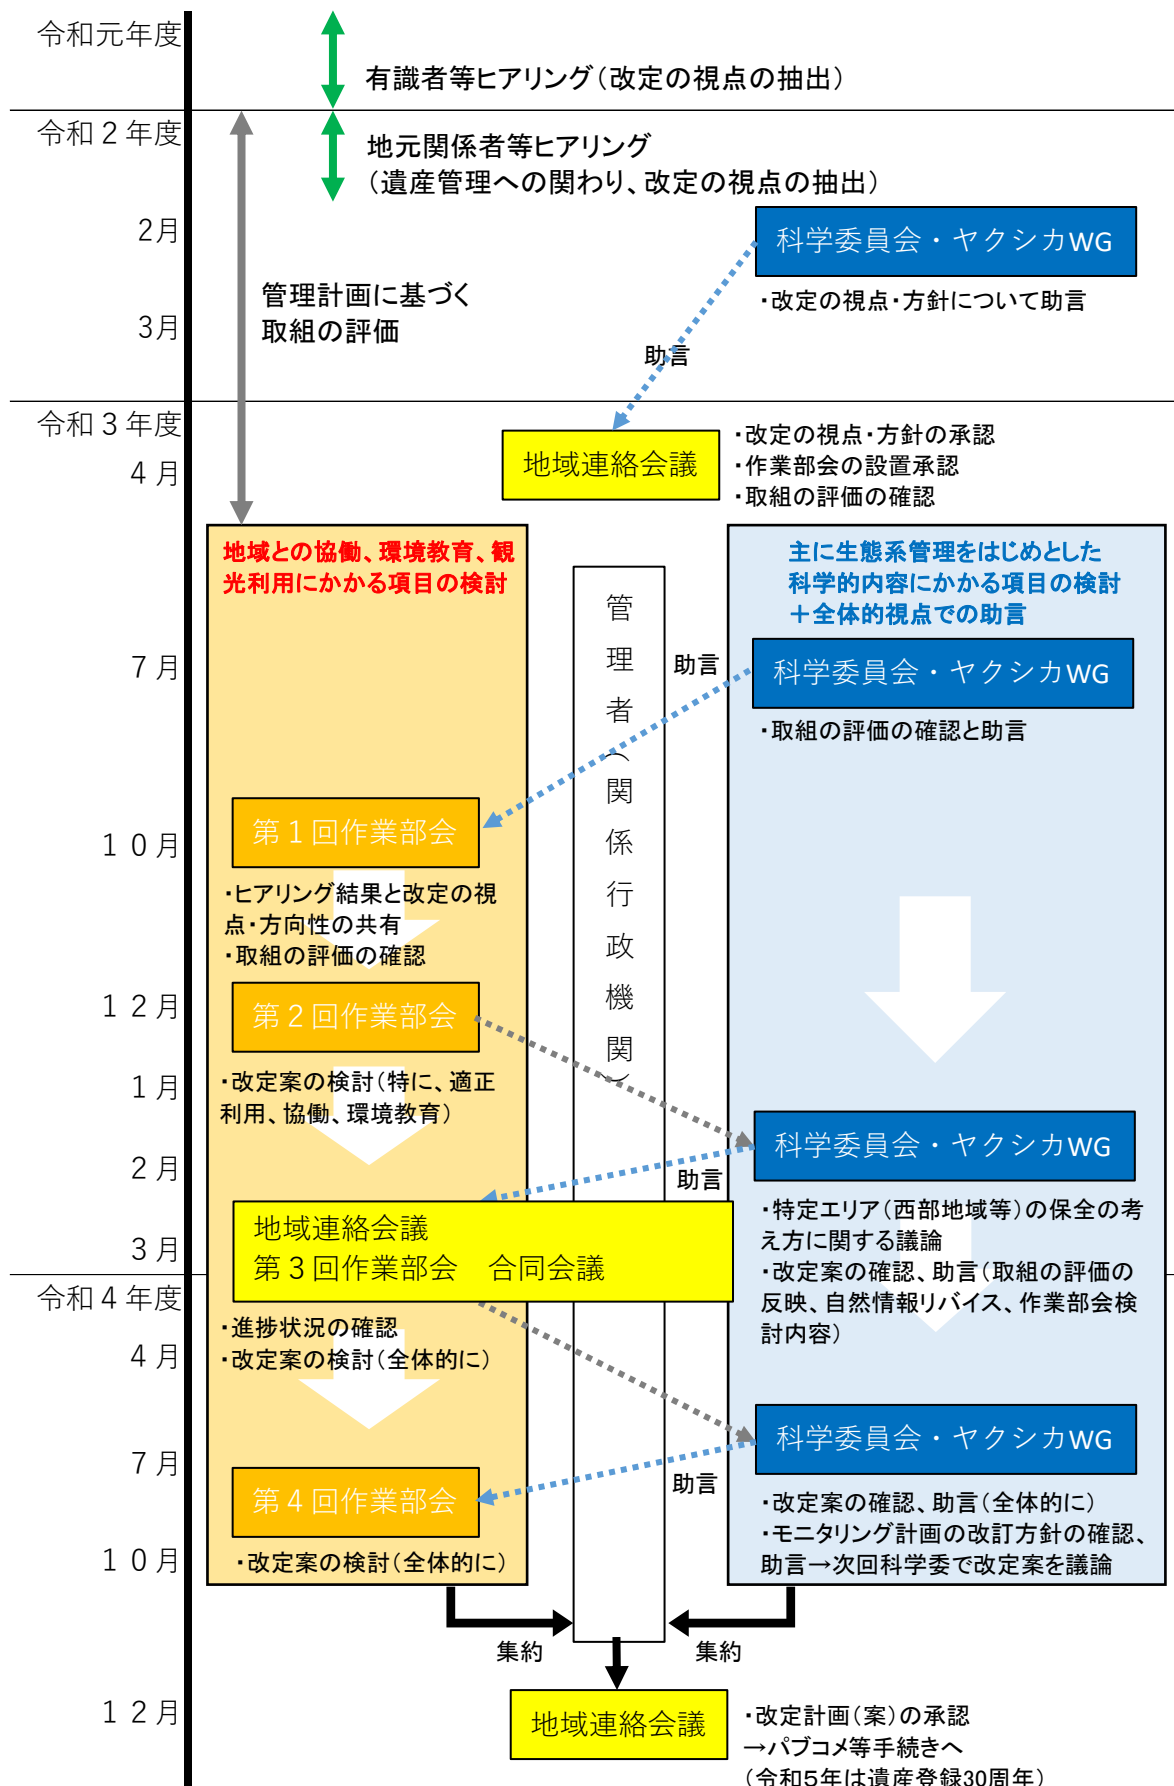 令和元年度
有識者等ヒアリング（改定の視点の抽出）
令和２年度
地元関係者等ヒアリング
（遺産管理への関わり、改定の視点の抽出）
2月
科学委員会・ヤクシカWG
・改定の視点・方針について助言
管理計画に基づく
取組の評価
3月
助言
令和３年度
4月
地域連絡会議
・改定の視点・方針の承認
・作業部会の設置承認
・取組の評価の確認
地域との協働、環境教育、観
光利用にかかる項目の検討
管理者（関係行政機関）
主に生態系管理をはじめとした
科学的内容にかかる項目の検討
＋全体的視点での助言
7月
助言
科学委員会・ヤクシカWG
・取組の評価の確認と助言
１０月
第１回作業部会
・ヒアリング結果と改定の視
点・方向性の共有
・取組の評価の確認
１２月
第２回作業部会
1月
・改定案の検討（特に、適正
利用、協働、環境教育）
科学委員会・ヤクシカWG
2月
助言
・特定エリア（西部地域等）の保全の考
え方に関する議論
・改定案の確認、助言（取組の評価の
反映、自然情報リバイス、作業部会検
討内容）
3月
地域連絡会議
第３回作業部会　合同会議
令和４年度
・進捗状況の確認
・改定案の検討（全体的に）
4月
科学委員会・ヤクシカWG
7月
助言
第４回作業部会
・改定案の確認、助言（全体的に）
・モニタリング計画の改訂方針の確認、
助言→次回科学委で改定案を議論
１０月
・改定案の検討（全体的に）
集約
集約
１２月
地域連絡会議
・改定計画（案）の承認
→パブコメ等手続きへ
（令和5年は遺産登録30周年）